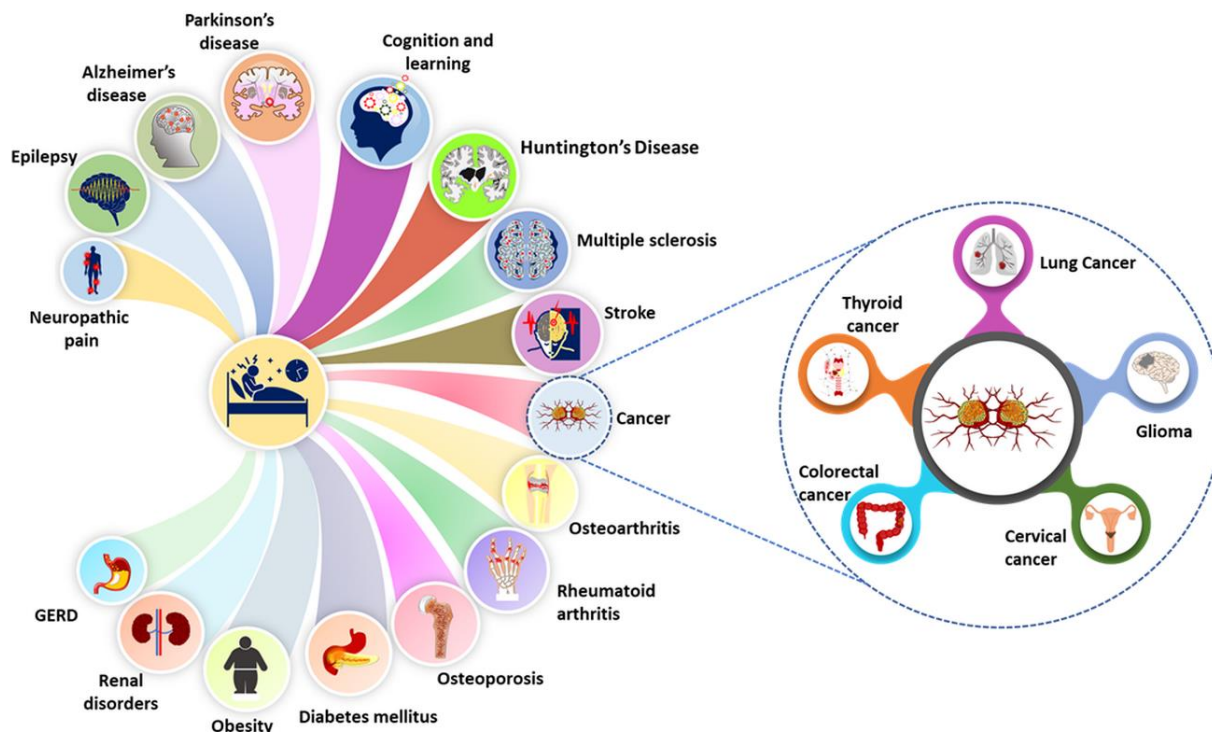 Parkinson's
disease
Cognition and
learning
Alzheimer's
disease
Huntington's Disease
Epilepsy
Multiple sclerosis
Neuropathic
pain
Stroke
Cancer
Osteoarthritis
Rheumatoid
arthritis
Osteoporosis
Diabetes mellitus
Obesity
Renal
disorders
GERD
Lung Cancer
Thyroid
cancer
Glioma
Colorectal
cancer
Cervical
cancer